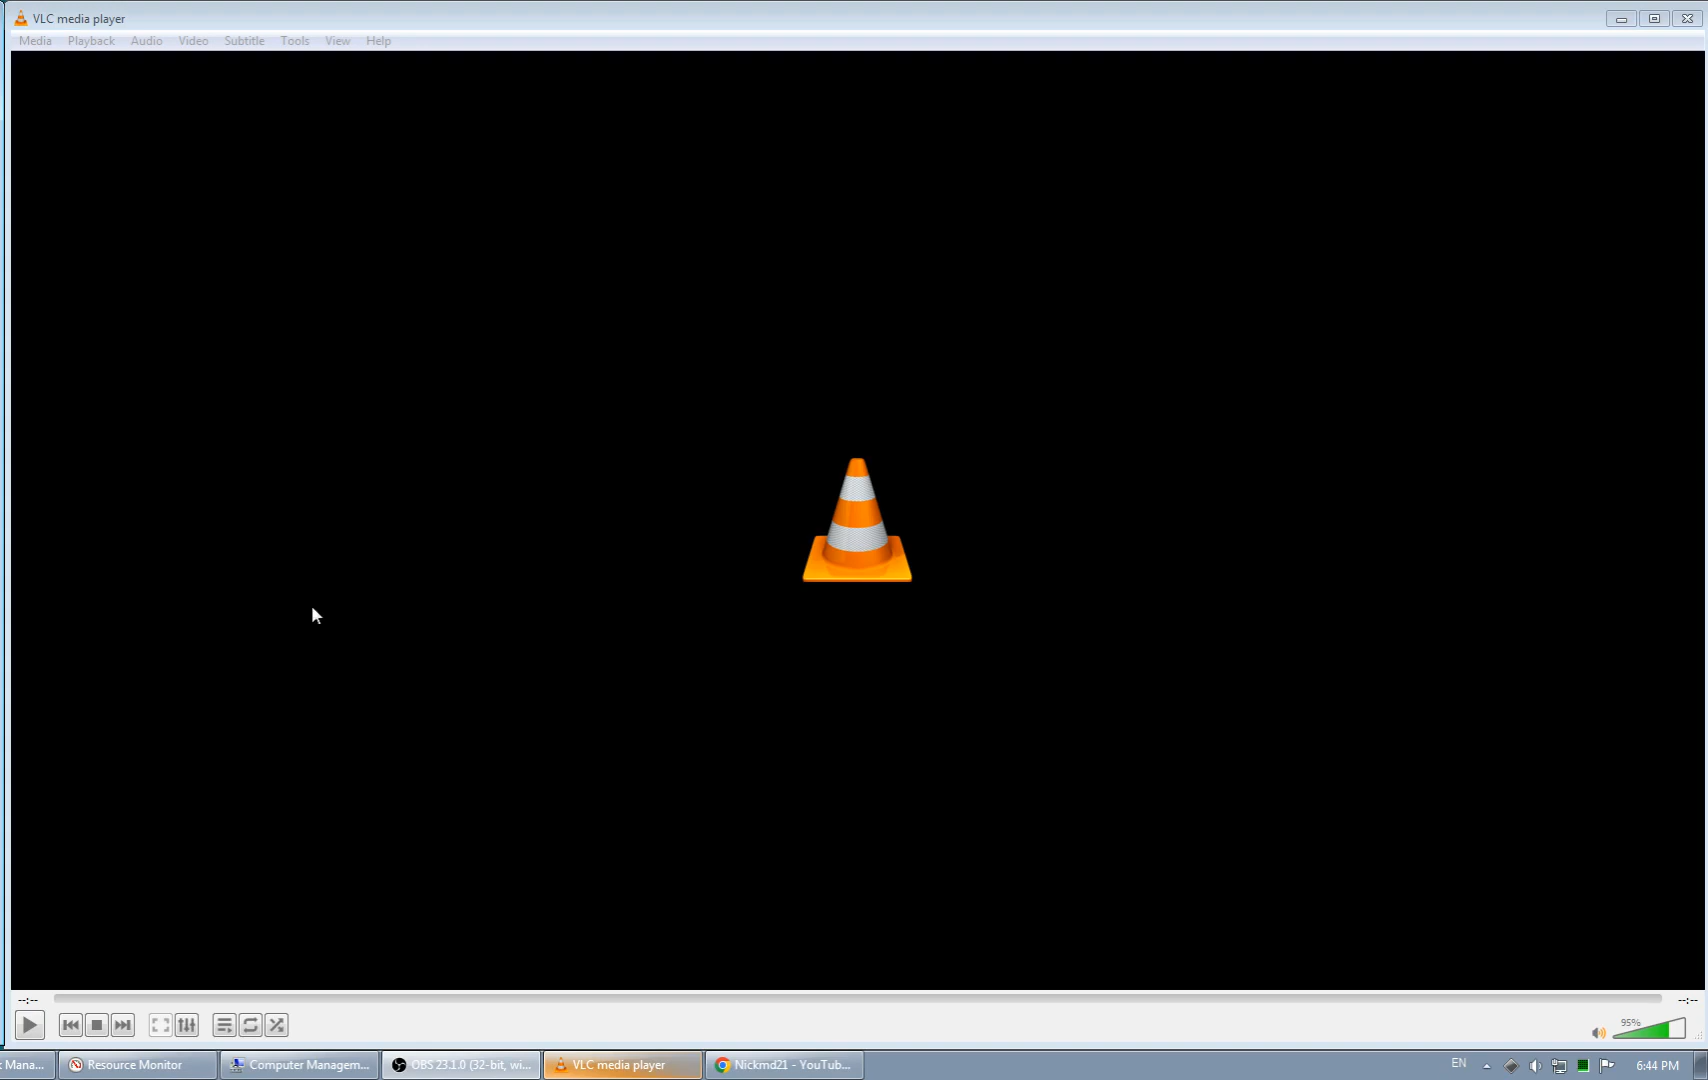 VLC media player
Media Playback Audio Video Subtitle Tools View Help
--:-- --:--
95%
: Mana... Resource Monitor Computer Managem... OBS 23.1.0 (32-bit, wi... VLC media player Nickmd21 - YouTub... EN 6:44 PM